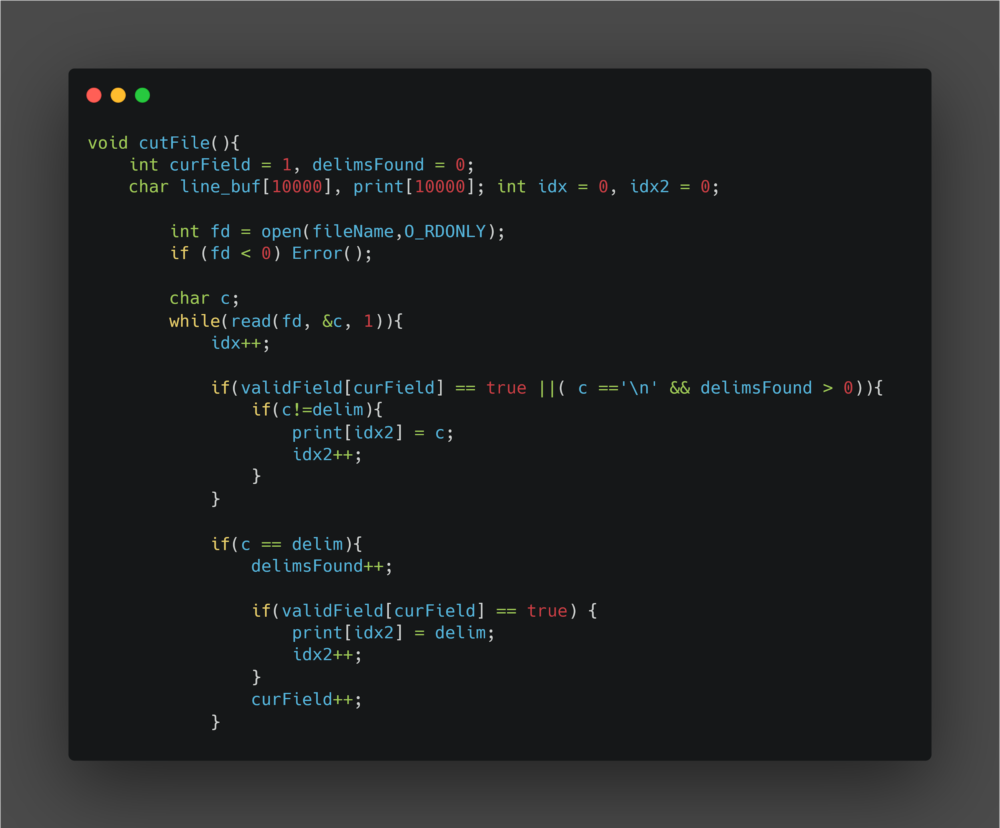 void cutFile(){
    int curField = 1, delimsFound = 0;
    char line_buf[10000], print[10000]; int idx = 0, idx2 = 0;

        int fd = open(fileName,O_RDONLY);
        if (fd < 0) Error();

        char c;
        while(read(fd, &c, 1)){
            idx++;

            if(validField[curField] == true ||( c =='\n' && delimsFound > 0)){
                if(c!=delim){
                    print[idx2] = c;
                    idx2++;
                }
            }

            if(c == delim){
                delimsFound++;

                if(validField[curField] == true) {
                    print[idx2] = delim;
                    idx2++;
                }
                curField++;
            }